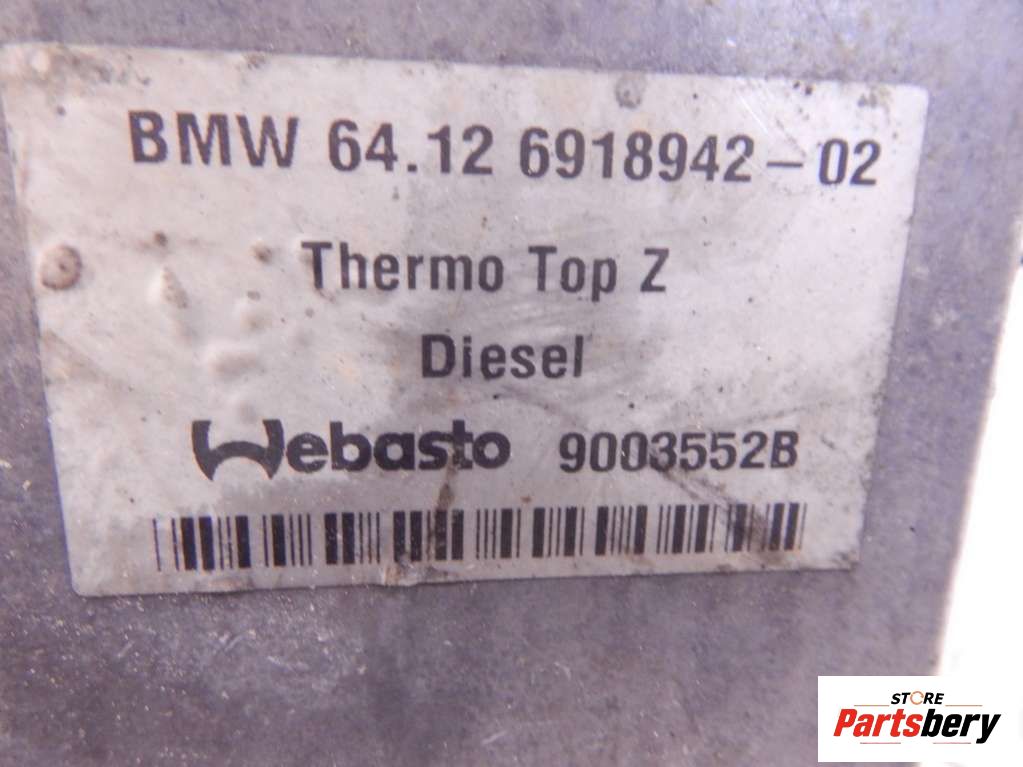 BMW 64.12 6918942-02
Thermo Top Z
Diesel
Webasto 9003552B
STORE
Partsbery